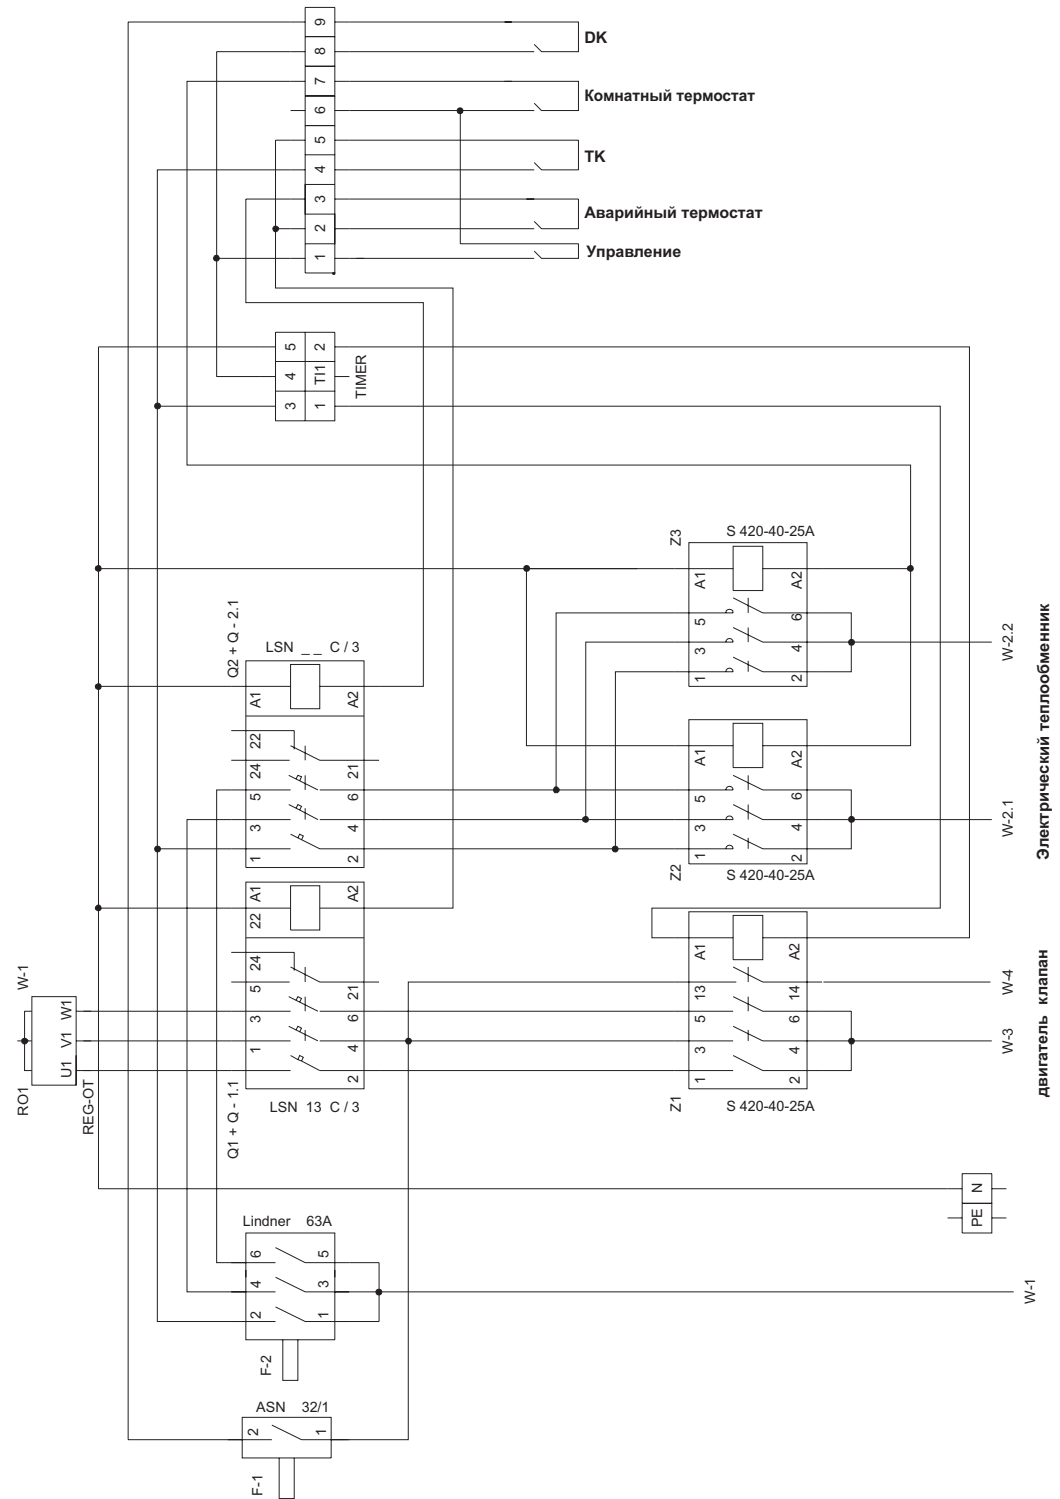 9
DK
8
7
Комнатный термостат
6
5
TK
4
3
Аварийный термостат
2
Управление
1
5 2
4 TI1
3 1
TIMER
Z3
S 420-40-25A
A1 A2
5 6
3 4
1 2
W-2.2
Q2 + Q - 2.1
LSN _ _ C / 3
A1 A2
22
24 21
5 6
3 4
1 2
Z2
S 420-40-25A
A1 A2
5 6
3 4
1 2
W-2.1
Электрический теплообменник
Q1 + Q - 1.1
LSN 13 C / 3
A1 A2
22
24
5 21
3 6
1 4
2
Z1
S 420-40-25A
A1 A2
13 14
5 6
3 4
1 2
W-4
W-3
двигатель клапан
W-1
RO1
U1 V1 W1
REG-OT
N
PE
Lindner 63A
6 5
4 3
2 1
F-2
W-1
ASN 32/1
2 1
F-1